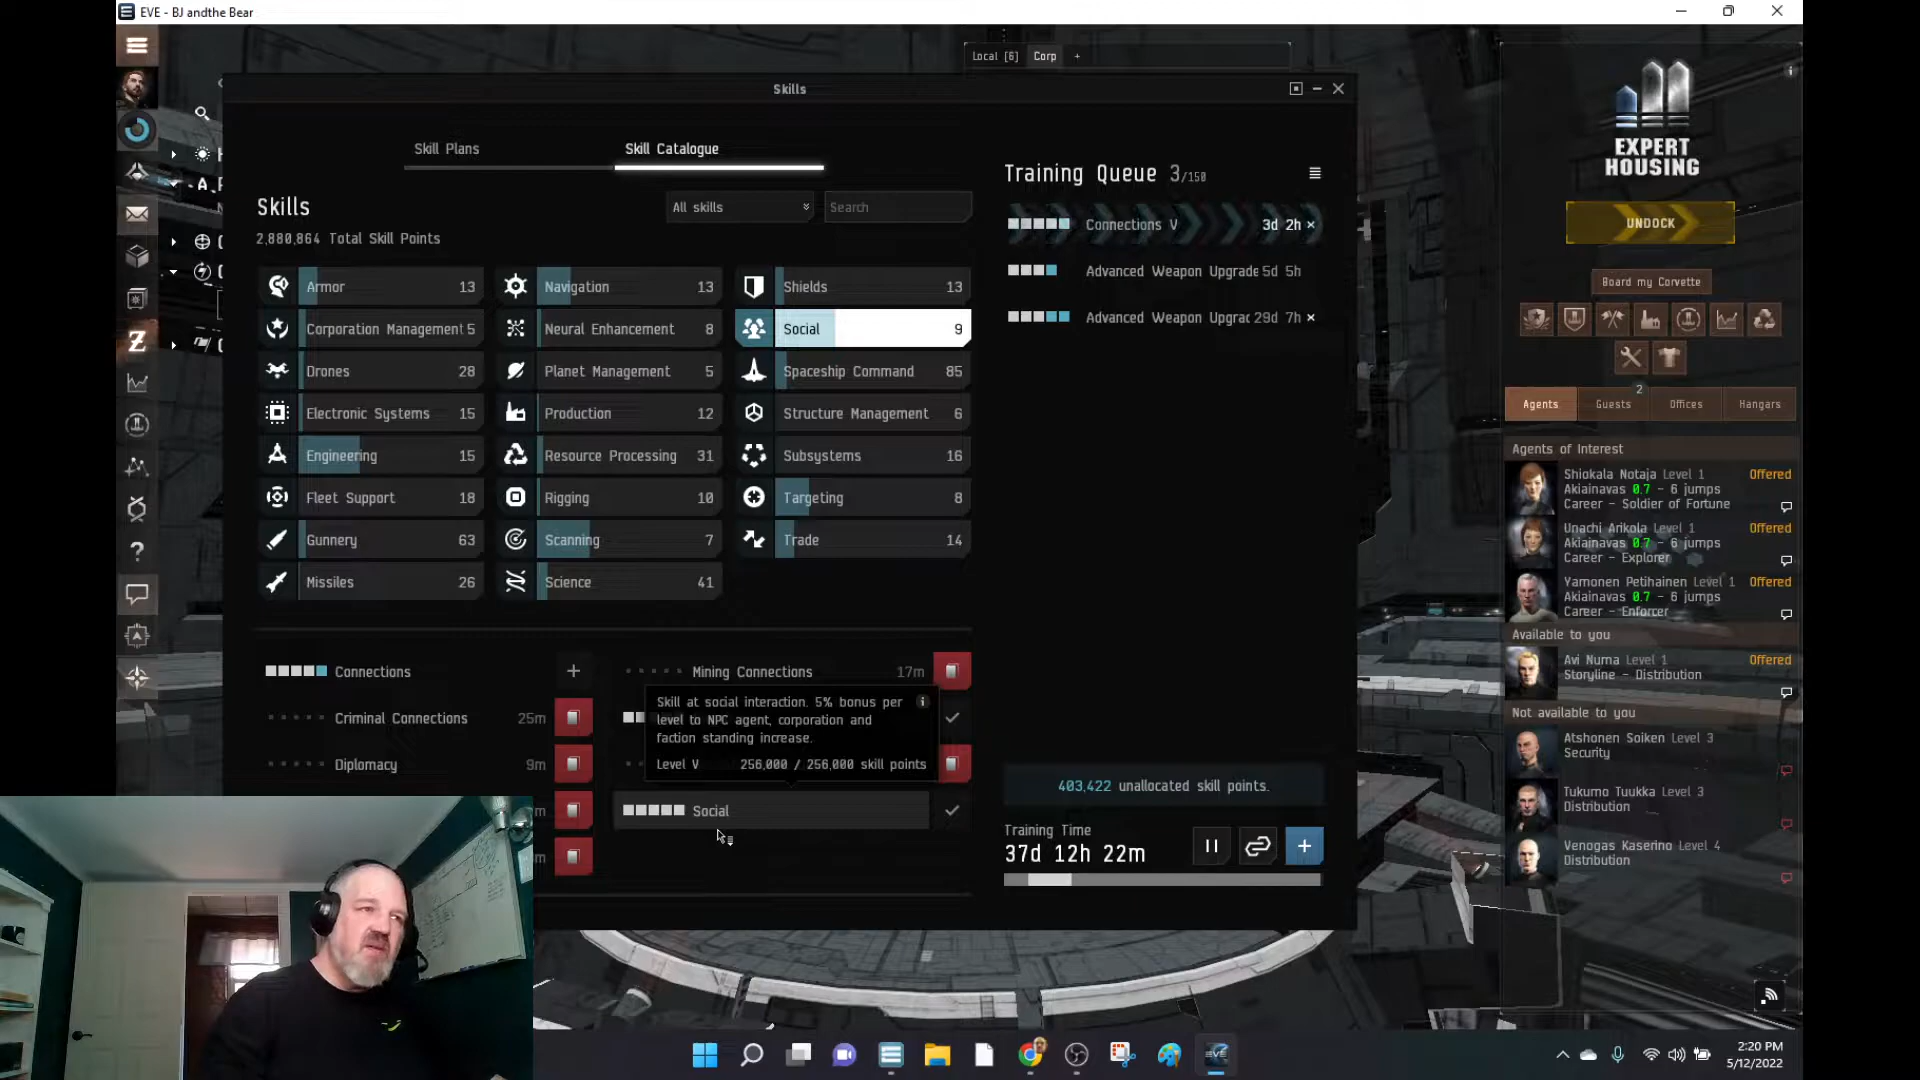 EVE - BJ andthe Bear
Local [6] Corp +
Skills
Skill Plans
Skill Catalogue
Skills
All skills
Search
2,880,864 Total Skill Points
Armor 13
Navigation 13
Shields 13
Corporation Management 5
Neural Enhancement 8
Social 9
Drones 28
Planet Management 5
Spaceship Command 85
Electronic Systems 15
Production 12
Structure Management 6
Engineering 15
Resource Processing 31
Subsystems 16
Fleet Support 18
Rigging 10
Targeting 8
Gunnery 63
Scanning 7
Trade 14
Missiles 26
Science 41
Connections +
Mining Connections 17m
Criminal Connections 25m
Diplomacy 9m
Skill at social interaction. 5% bonus per
level to NPC agent, corporation and
faction standing increase.
Level V 256,000 / 256,000 skill points
Social
Training Queue 3/150
Connections V 3d 2h ×
Advanced Weapon Upgrade 5d 5h
Advanced Weapon Upgrac 29d 7h ×
403,422 unallocated skill points.
Training Time
37d 12h 22m
EXPERT
HOUSING
UNDOCK
Board my Corvette
2
Agents
Guests
Offices
Hangars
Agents of Interest
Shiokala Notaja Level 1 Offered
Akiainavas 0.7 - 6 jumps
Career - Soldier of Fortune
Unachi Arikola Level 1 Offered
Akiainavas 0.7 - 6 jumps
Career - Explorer
Yamonen Petihainen Level 1 Offered
Akiainavas 0.7 - 6 jumps
Career - Enforcer
Available to you
Avi Numa Level 1 Offered
Storyline - Distribution
Not available to you
Atshonen Soiken Level 3
Security
Tukumo Tuukka Level 3
Distribution
Venogas Kaserino Level 4
Distribution
2:20 PM
5/12/2022